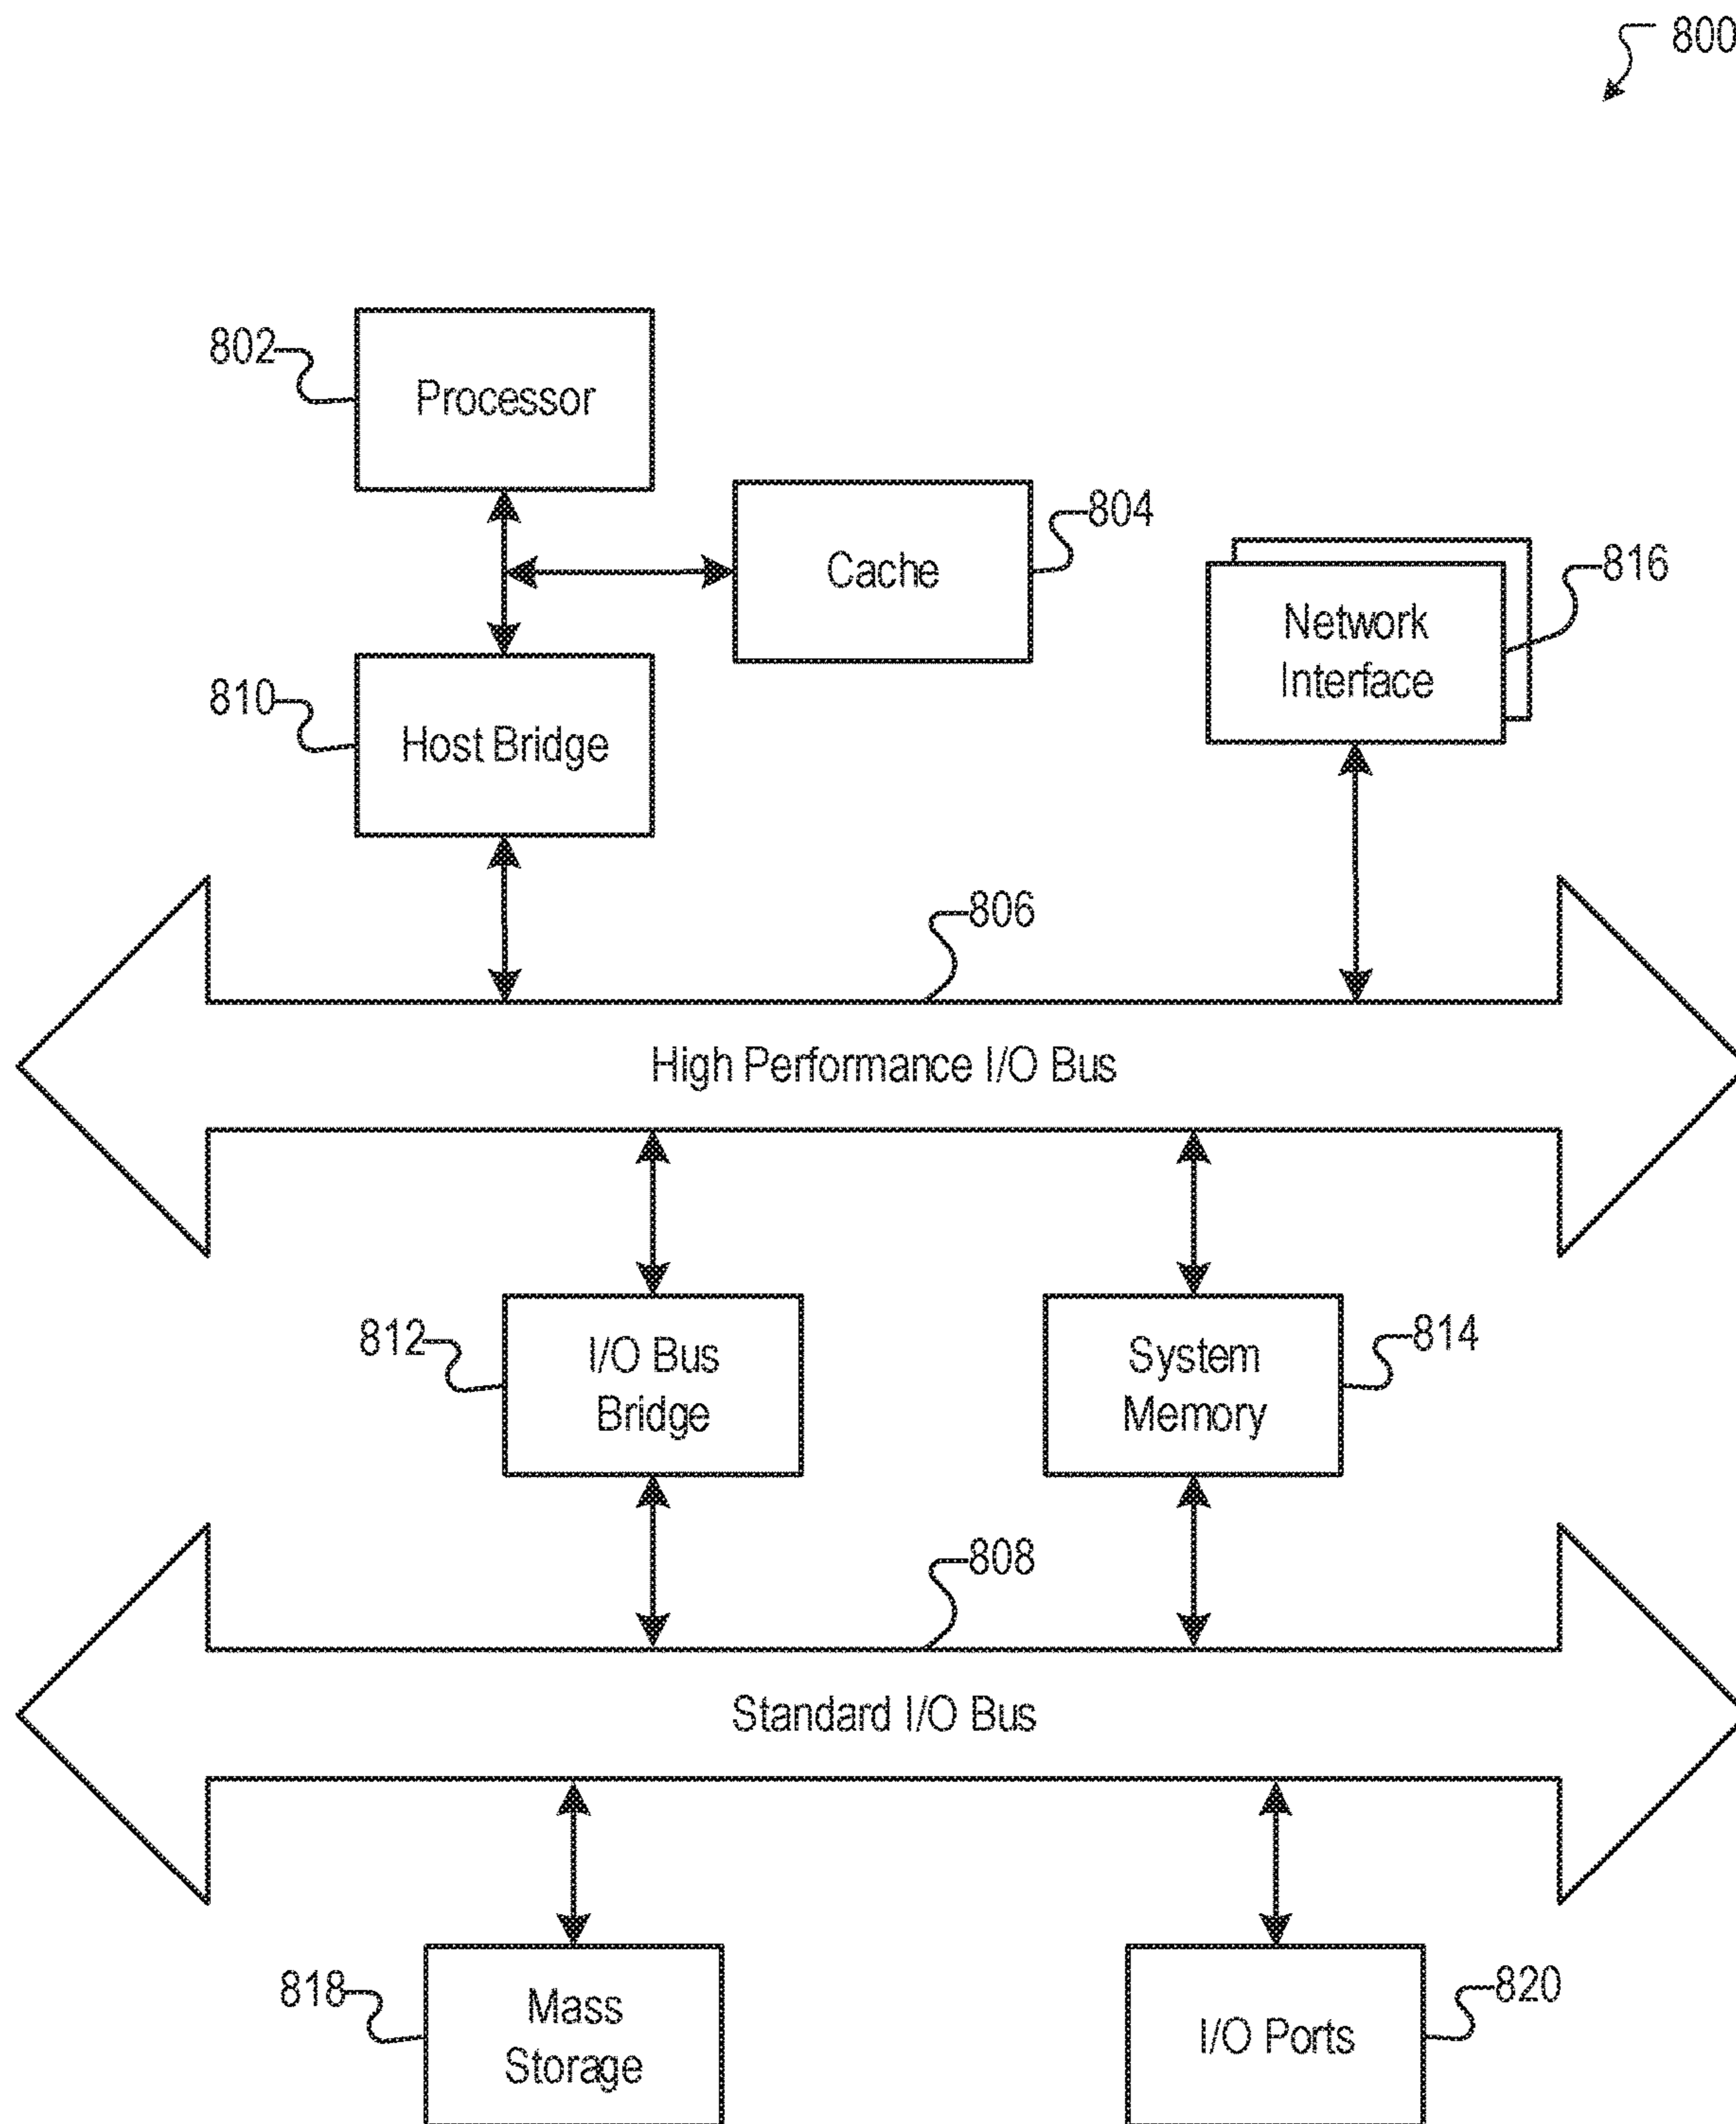 800
802
Processor
804
Cache
816
Network
Interface
810
Host Bridge
806
High Performance I/O Bus
812
I/O Bus
Bridge
System
Memory
814
808
Standard I/O Bus
818
Mass
Storage
I/O Ports
820